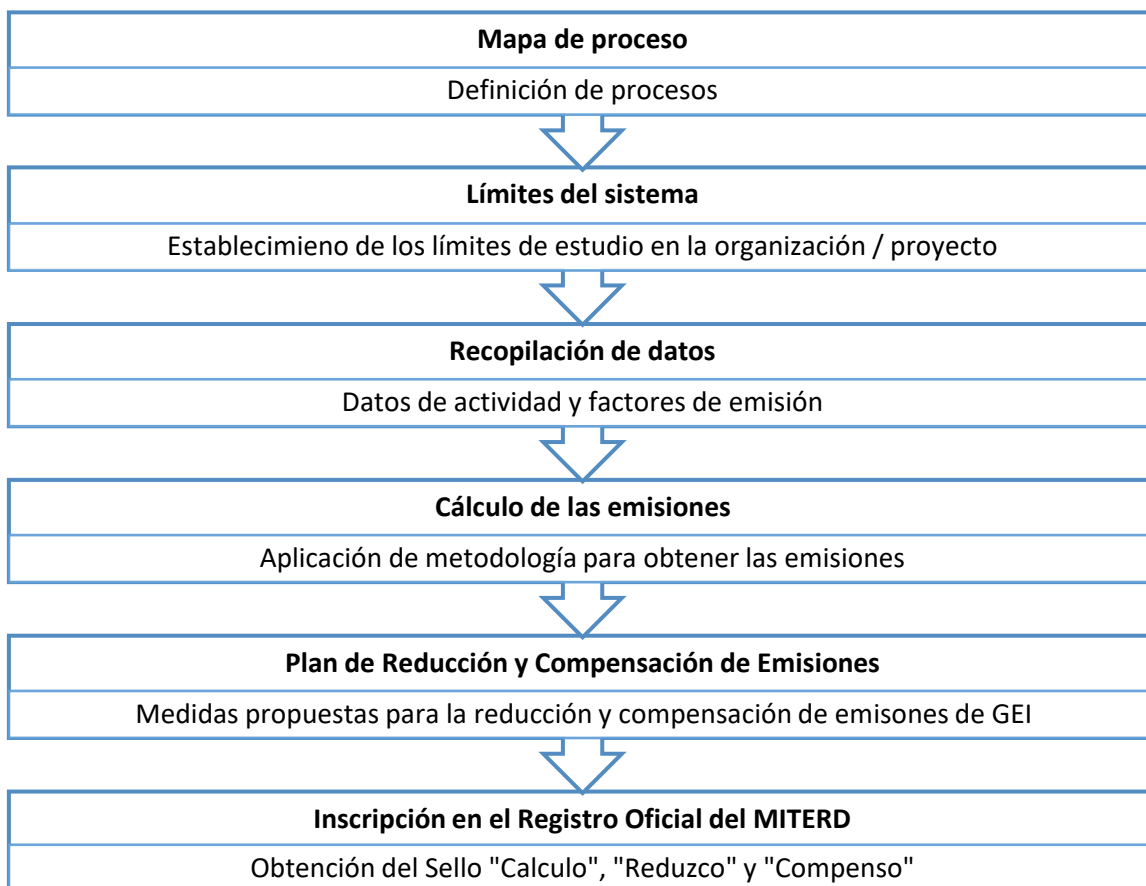 Mapa de proceso
Definición de procesos
Límites del sistema
Establecimieno de los límites de estudio en la organización / proyecto
Recopilación de datos
Datos de actividad y factores de emisión
Cálculo de las emisiones
Aplicación de metodología para obtener las emisiones
Plan de Reducción y Compensación de Emisiones
Medidas propuestas para la reducción y compensación de emisones de GEI
Inscripción en el Registro Oficial del MITERD
Obtención del Sello "Calculo", "Reduzco" y "Compenso"